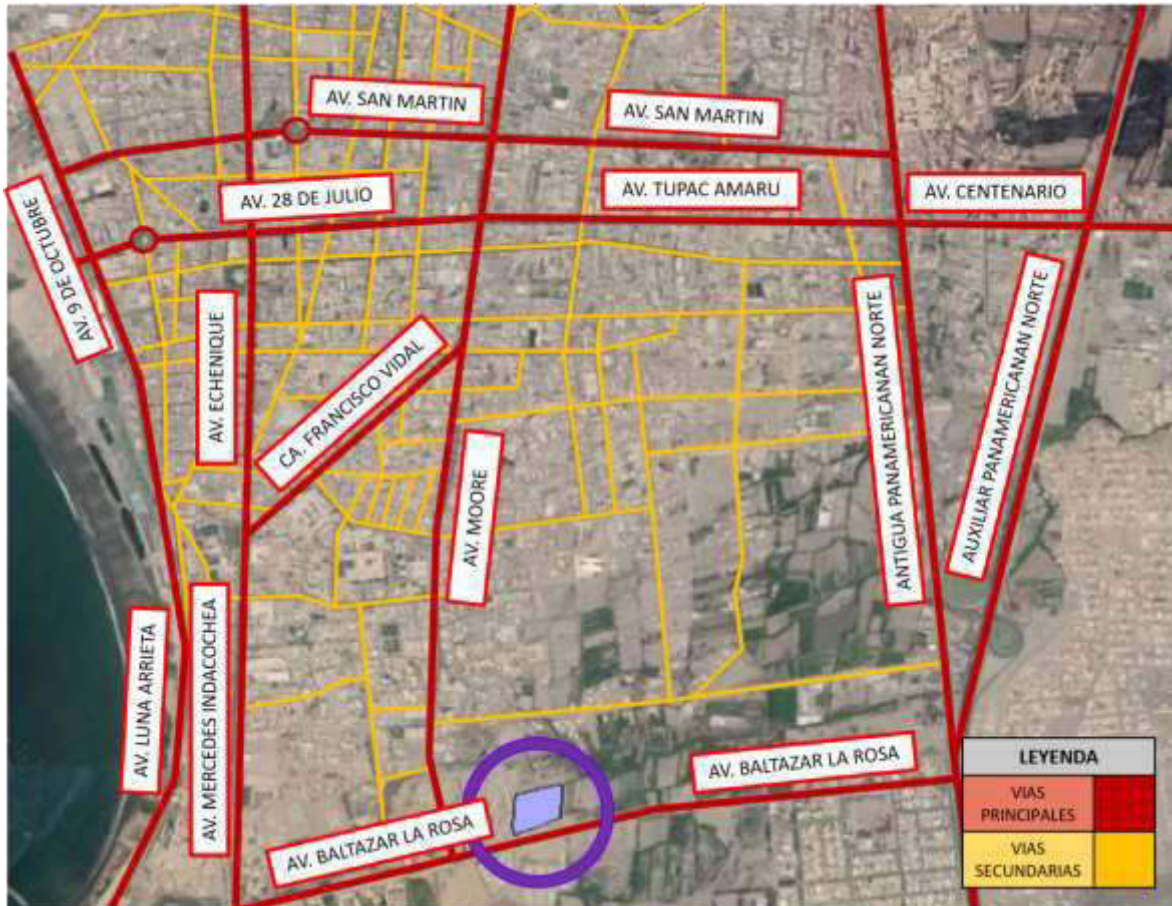 AV. SAN MARTIN
AV. SAN MARTIN
AV. 28 DE JULIO
AV. TUPAC AMARU
AV. CENTENARIO
AV. 9 DE OCTUBRE
AV. ECHENIQUE
CA. FRANCISCO VIDAL
AV. MOORE
ANTIGUA PANAMERICANAN NORTE
AUXILIAR PANAMERICANAN NORTE
AV. LUNA ARRIETA
AV. MERCEDES INDACOCHEA
AV. BALTAZAR LA ROSA
AV. BALTAZAR LA ROSA
LEYENDA
VIAS
PRINCIPALES
VIAS
SECUNDARIAS